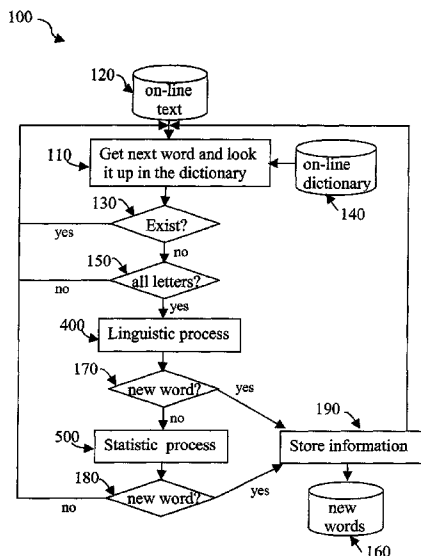 100
120
on-line
text
110
Get next word and look
it up in the dictionary
on-line
dictionary
140
130
Exist?
yes
no
150
all letters?
no
yes
400
Linguistic process
170
new word?
yes
no
190
500
Statistic process
Store information
180
new word?
no
yes
new
words
160